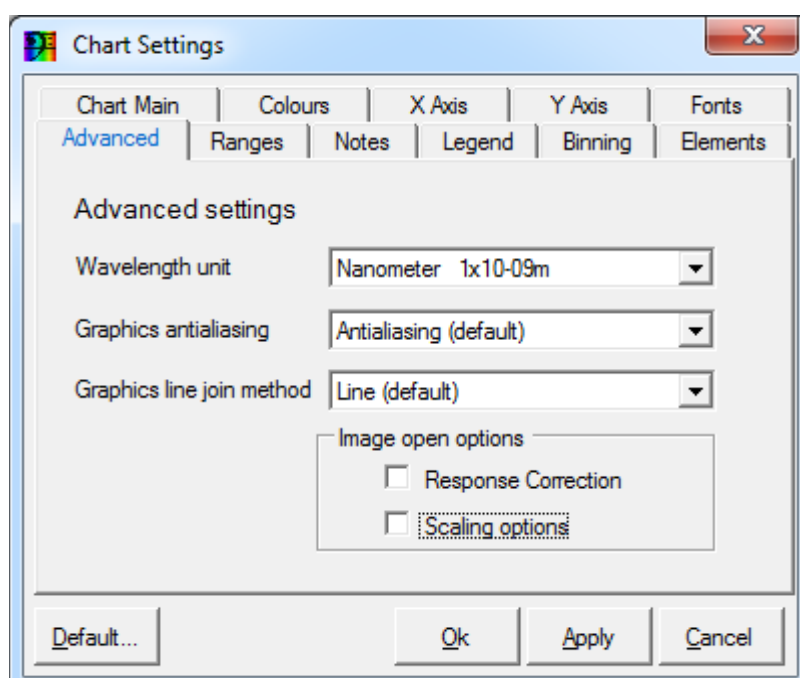 Chart Settings
Chart Main Colours X Axis Y Axis Fonts
Advanced Ranges Notes Legend Binning Elements
Advanced settings
Wavelength unit Nanometer 1x10-09m
Graphics antialiasing Antialiasing (default)
Graphics line join method Line (default)
Image open options
Response Correction
Scaling options
Default... Ok Apply Cancel